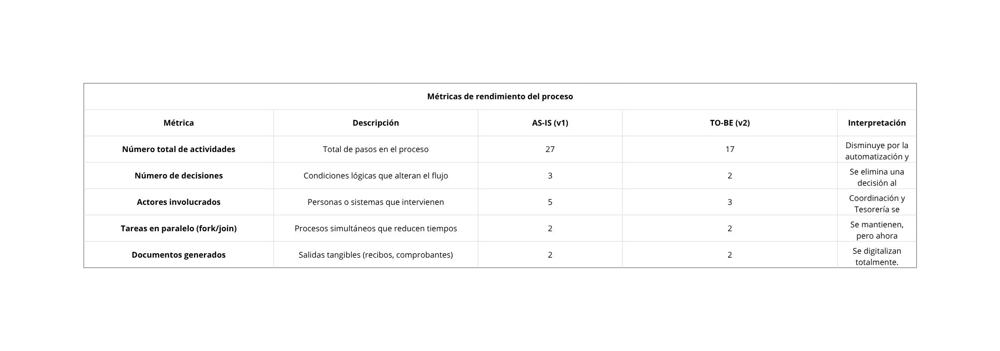 Métricas de rendimiento del proceso
Métrica Descripción AS-IS (v1) TO-BE (v2) Interpretación
Número total de actividades Total de pasos en el proceso 27 17 Disminuye por la
automatización y
Número de decisiones Condiciones lógicas que alteran el flujo 3 2 Se elimina una
decisión al
Actores involucrados Personas o sistemas que intervienen 5 3 Coordinación y
Tesorería se
Tareas en paralelo (fork/join) Procesos simultáneos que reducen tiempos 2 2 Se mantienen,
pero ahora
Documentos generados Salidas tangibles (recibos, comprobantes) 2 2 Se digitalizan
totalmente.